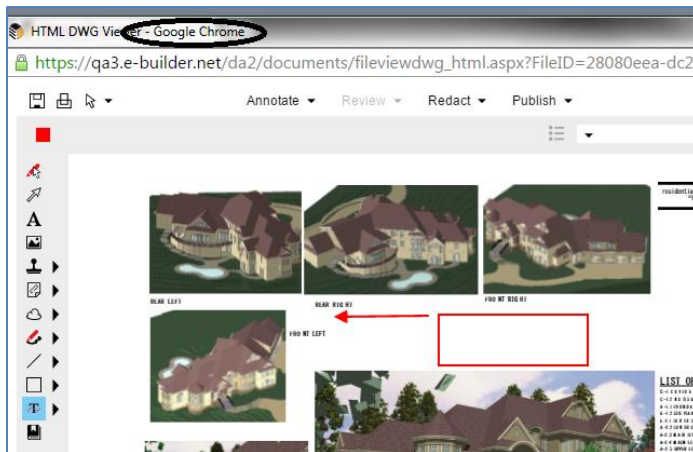 HTML DWG Viewer - Google Chrome
https://qa3.e-builder.net/da2/documents/fileviewdwg_html.aspx?FileID=28080eea-dc2
Annotate Review Redact Publish
A
REAR LEFT
REAR RIGHT
FRONT RIGHT
FRONT LEFT
T
LIST O